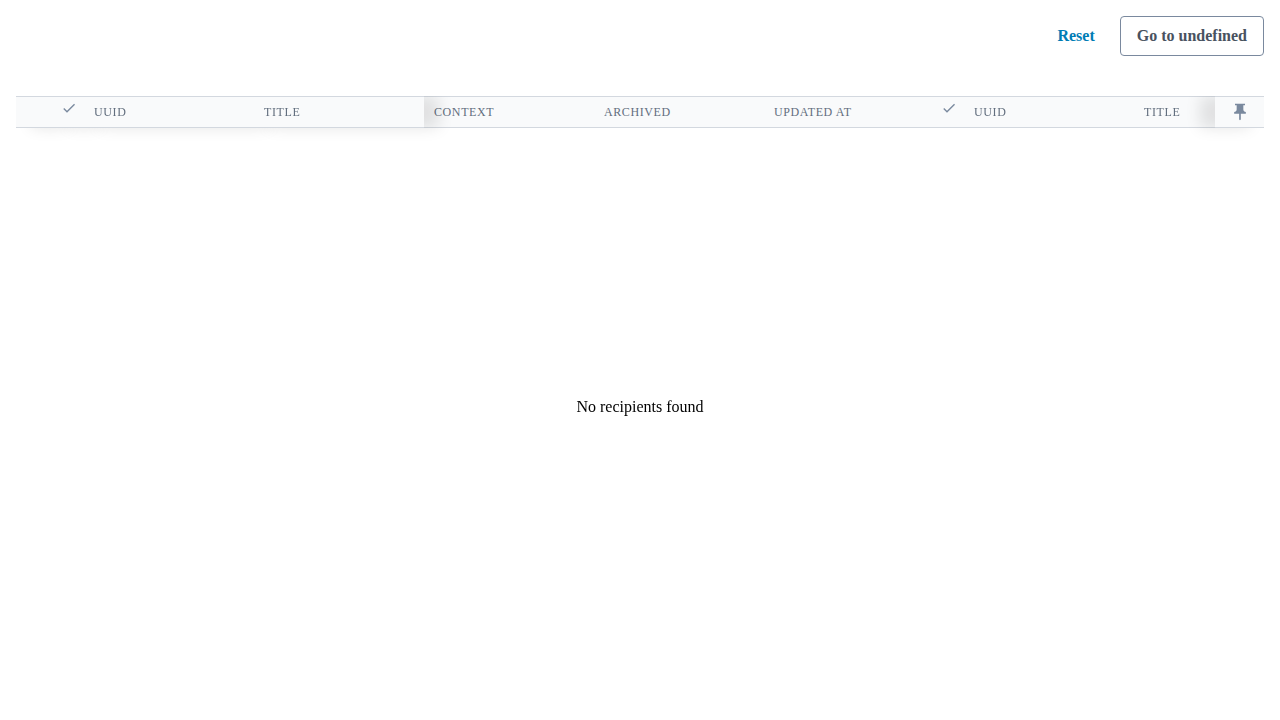 Reset Go to undefined
UUID TITLE CONTEXT ARCHIVED UPDATED AT UUID TITLE
No recipients found